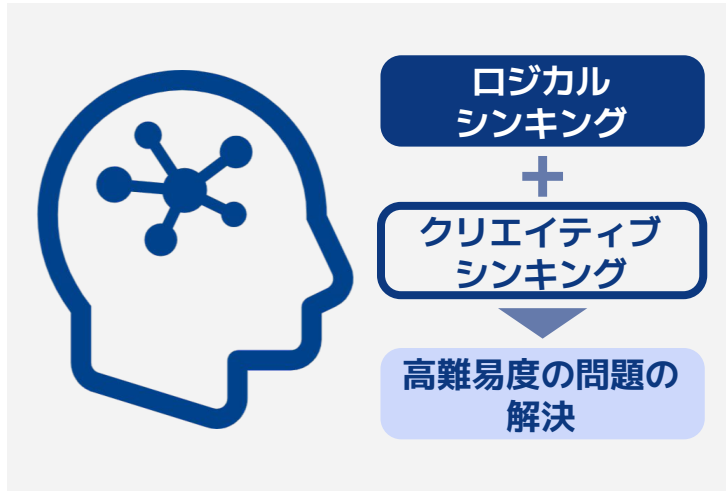 ロジカル
シンキング
+
クリエイティブ
シンキング
高難易度の問題の
解決